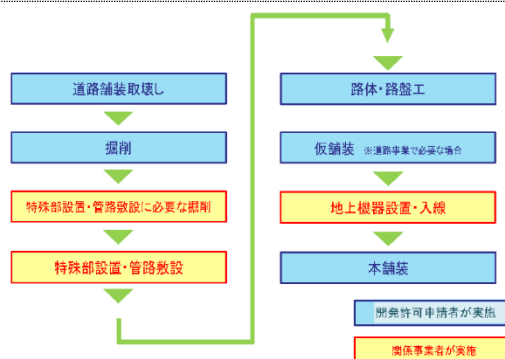 道路舗装取壊し
掘削
特殊部設置・管路敷設に必要な掘削
特殊部設置・管路敷設
路体・路盤工
仮舗装 ※道路事業で必要な場合
地上機器設置・入線
本舗装
開発許可申請者が実施
関係事業者が実施